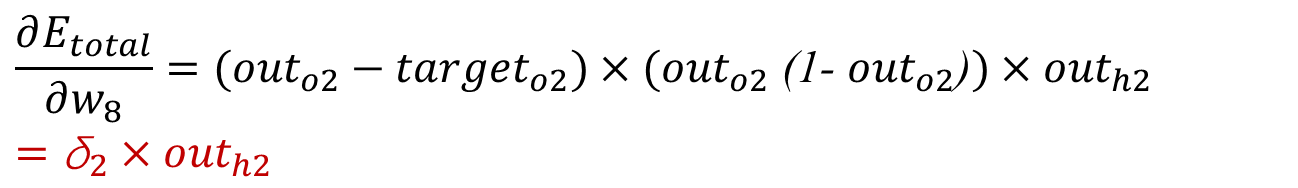 ∂E_total/∂w_8 = (out_o2 − target_o2) × (out_o2 (1- out_o2)) × out_h2
= δ_2 × out_h2